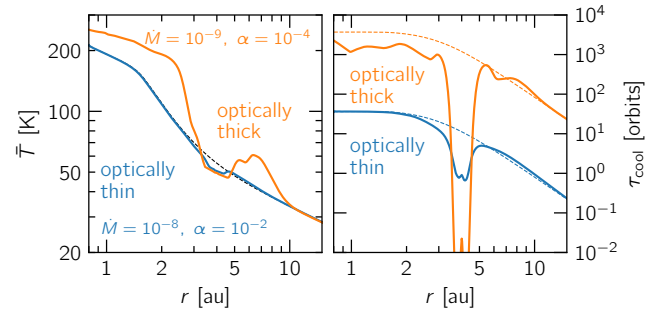 Ṁ = 10⁻⁹, α = 10⁻⁴
optically
thick
optically
thin
Ṁ = 10⁻⁸, α = 10⁻²
T̄ [K]
200
100
50
20
1
5
10
r [au]
optically
thick
optically
thin
10³
10²
10¹
10⁰
10⁻¹
10⁻²
τcool [orbits]
1
2
5
10
r [au]